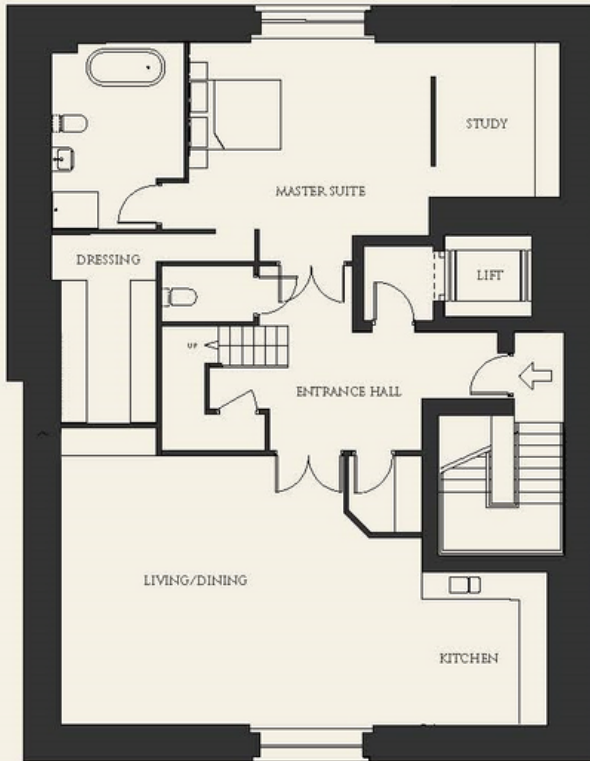 STUDY
MASTER SUITE
DRESSING
LIFT
UP
ENTRANCE HALL
LIVING/DINING
KITCHEN